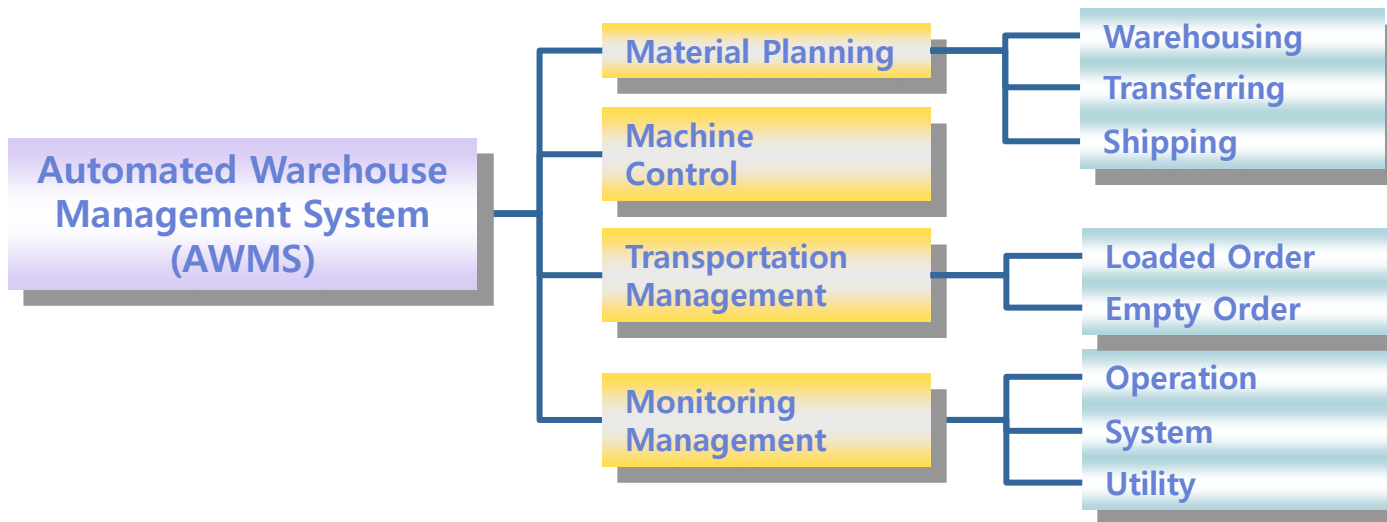 Automated Warehouse
Management System
(AWMS)
Material Planning
Machine
Control
Transportation
Management
Monitoring
Management
Warehousing
Transferring
Shipping
Loaded Order
Empty Order
Operation
System
Utility